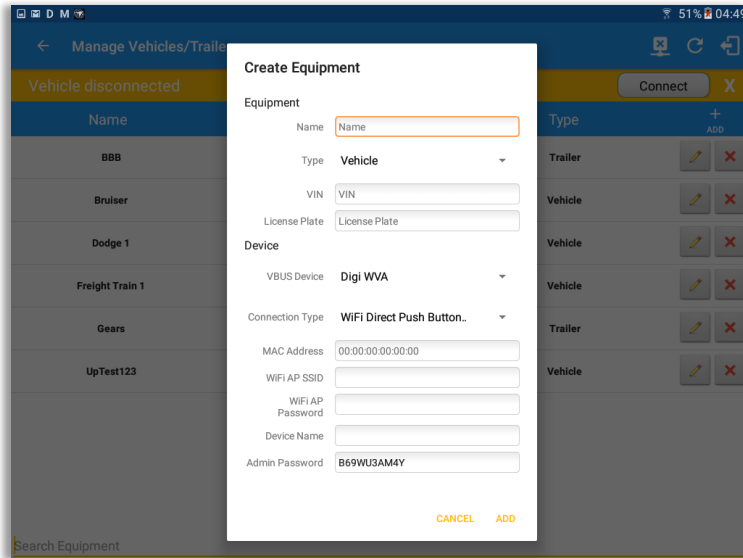 D M 51% 04:49
Manage Vehicles/Traile
Vehicle disconnected Connect X
Name Type + ADD
BBB Trailer
Bruiser Vehicle
Dodge 1 Vehicle
Freight Train 1 Vehicle
Gears Trailer
UpTest123 Vehicle
Search Equipment
Create Equipment
Equipment
Name Name
Type Vehicle
VIN VIN
License Plate License Plate
Device
VBUS Device Digi WVA
Connection Type WiFi Direct Push Button..
MAC Address 00:00:00:00:00:00
WiFi AP SSID
WiFi AP
Password
Device Name
Admin Password B69WU3AM4Y
CANCEL ADD